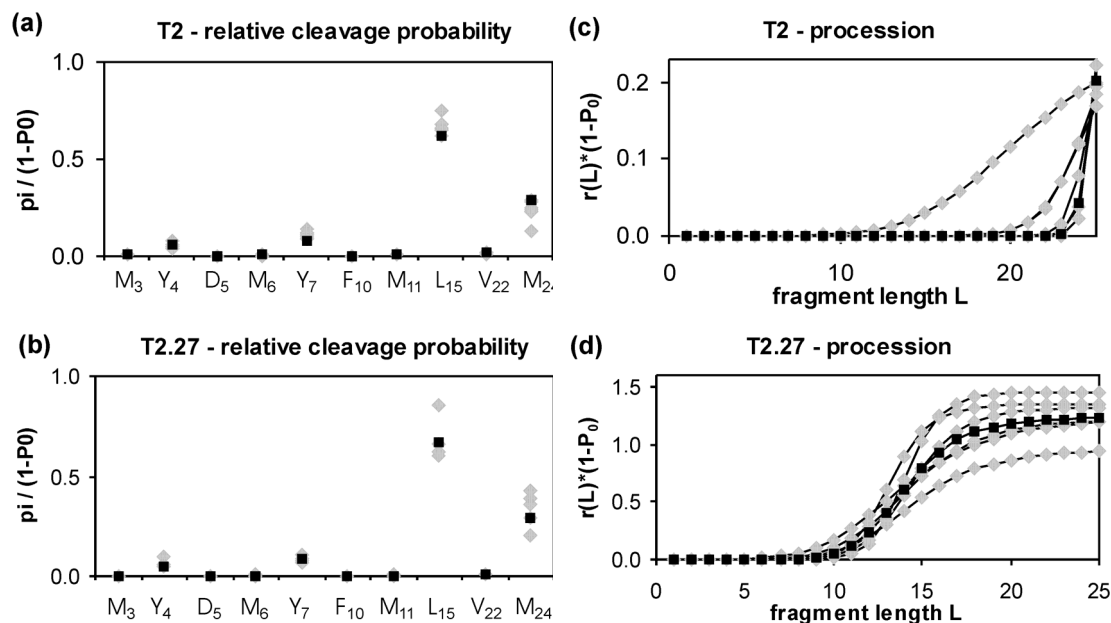 (a)
T2 - relative cleavage probability
1.0
0.5
0.0
pi / (1-P0)
M3 Y4 D5 M6 Y7 F10 M11 L15 V22 M24
(c)
T2 - procession
0.2
0.1
0.0
r(L)*(1-P0)
0 10 20
fragment length L
(b)
T2.27 - relative cleavage probability
1.0
0.5
0.0
pi / (1-P0)
M3 Y4 D5 M6 Y7 F10 M11 L15 V22 M24
(d)
T2.27 - procession
1.5
1.0
0.5
0.0
r(L)*(1-P0)
0 5 10 15 20 25
fragment length L